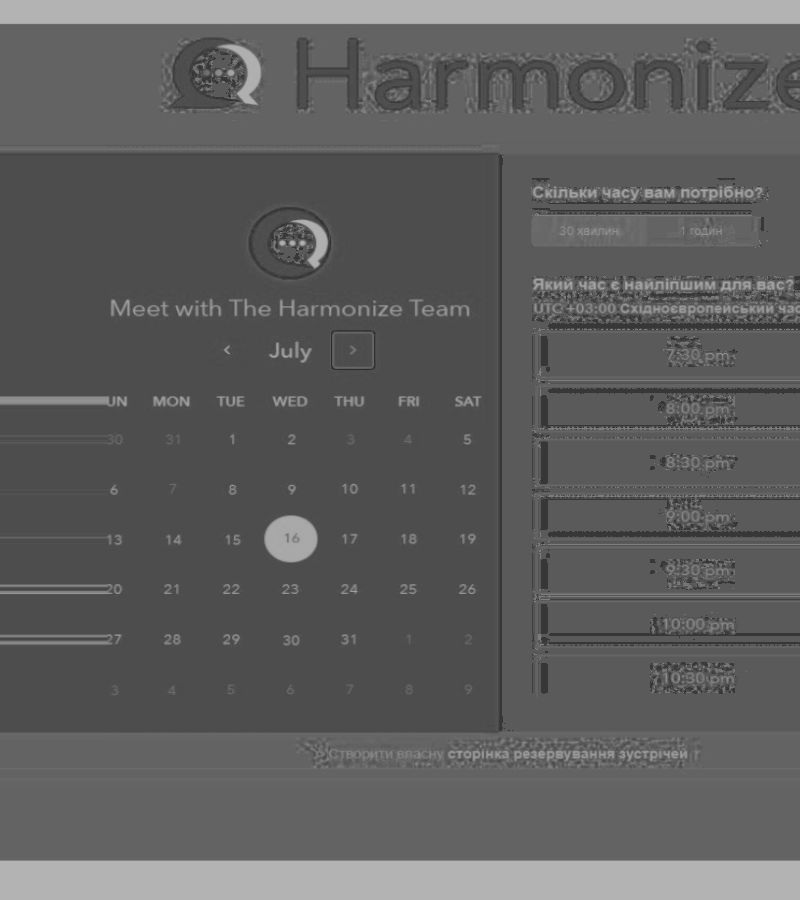 Harmonize
Meet with The Harmonize Team
‹ July ›
UN MON TUE WED THU FRI SAT
30 31 1 2 3 4 5
6 7 8 9 10 11 12
13 14 15 16 17 18 19
20 21 22 23 24 25 26
27 28 29 30 31 1 2
3 4 5 6 7 8 9
Скільки часу вам потрібно?
30 хвилин 1 годин
Який час є найліпшим для вас?
UTC +03:00 Східноєвропейський час
7:30 pm
8:00 pm
8:30 pm
9:00 pm
9:30 pm
10:00 pm
10:30 pm
Створити власну сторінка резервування зустрічей